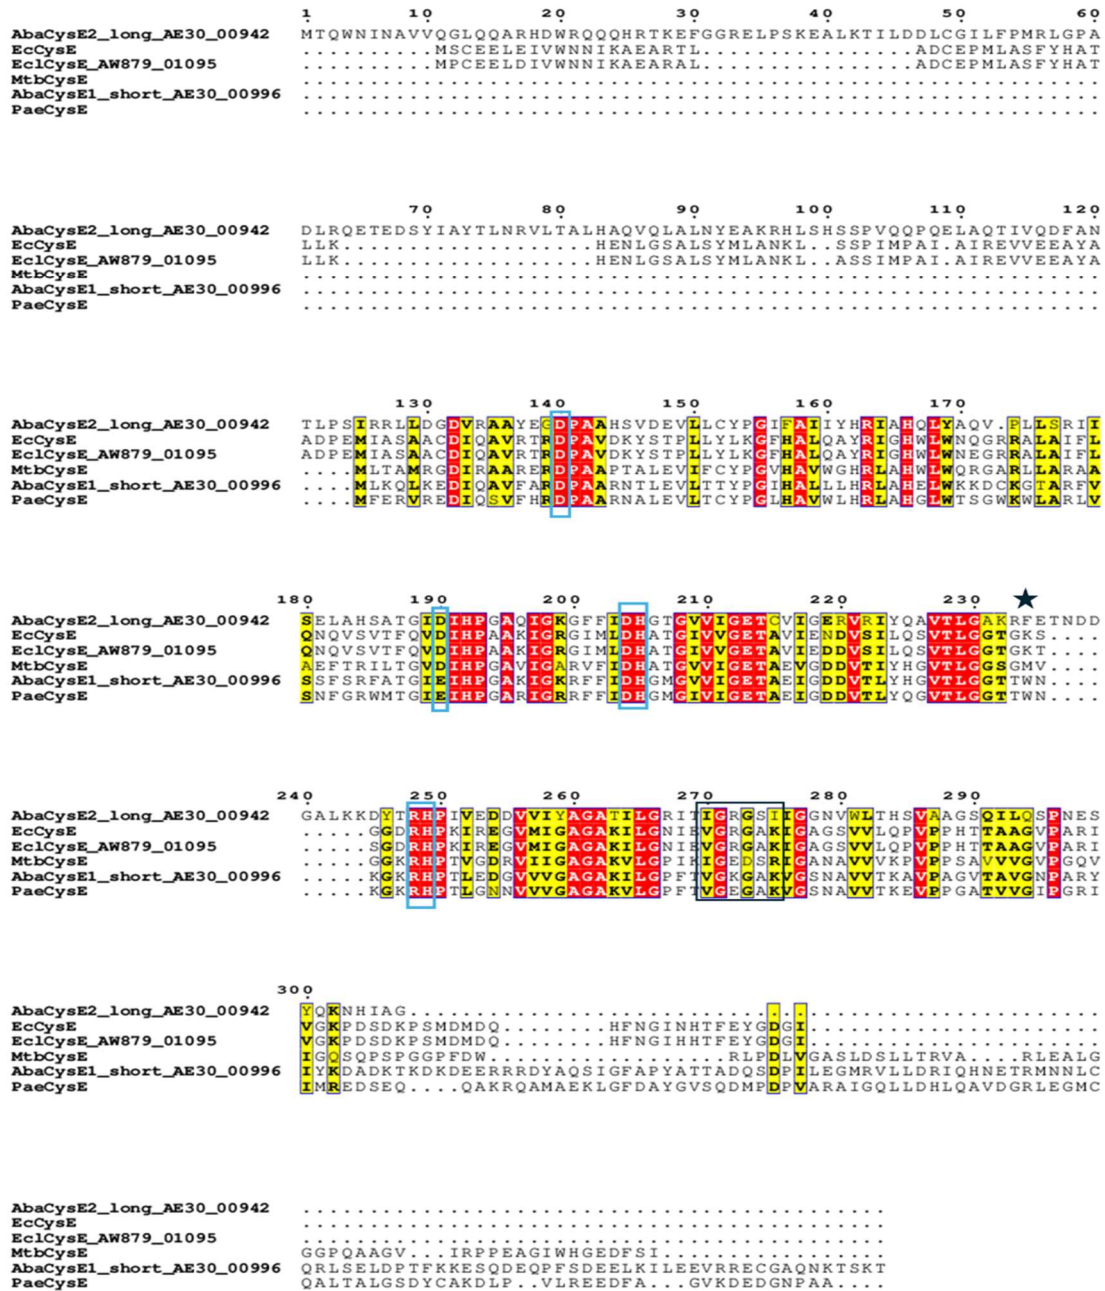 1 10 20 30 40 50 60
AbaCysE2_long_AE30_00942 MTQWNINAVVQGLQQARHDWRQQQHRTKEFGGRELPSKEALKTILDDLCGILFPMRLGPA
EcCysE ..........MSCEELEIVWNNIKAEARTL................ADCEPMLASFYHAT
EclCysE_AW879_01095 ..........MPCEELDIVWNNIKAEARAL................ADCEPMLASFYHAT
MtbCysE ............................................................
AbaCysE1_short_AE30_00996 ............................................................
PaeCysE ............................................................
70 80 90 100 110 120
AbaCysE2_long_AE30_00942 DLRQETEDSYIAYTLNRVLTALHAQVQLALNYEAKRHLSHSSPVQQPQELAQTIVQDFAN
EcCysE LLK...................HENLGSALSYMLANKL..SSPIMPAI.AIREVVEEAYA
EclCysE_AW879_01095 LLK...................HENLGSALSYMLANKL..ASSIMPAI.AIREVVEEAYA
MtbCysE ............................................................
AbaCysE1_short_AE30_00996 ............................................................
PaeCysE ............................................................
130 140 150 160 170
AbaCysE2_long_AE30_00942 TLPSIRRLLDGDVRAAYEGDPAAHSVDEVLLCYPGIFAIIYHRIAHQLYAQV.PLLSRII
EcCysE ADPEMIASAACDIQAVRTRDPAVDKYSTPLLYLKGFHALQAYRIGHWLWNQGRRALAIFL
EclCysE_AW879_01095 ADPEMIASAACDIQAVRTRDPAVDKYSTPLLYLKGFHALQAYRIGHWLWNEGRRALAIFL
MtbCysE ....MLTAMRGDIRAARERDPAAPTALEVIFCYPGVHAVWGHRLAHWLWQRGARLLARAA
AbaCysE1_short_AE30_00996 ....MLKQLKEDIQAVFARDPAARNTLEVLTTYPGIHALLLHRLAHELWKKDCKGTARFV
PaeCysE ....MFERVREDIQSVFHRDPAARNALEVLTCYPGLHAVWLHRLAHGLWTSGWKWLARLV
180 190 200 210 220 230 ★
AbaCysE2_long_AE30_00942 SELAHSATGIDIHPGAQIGKGFFIDHGTGVVIGETCVIGERVRIYQAVTLGAKRFETNDD
EcCysE QNQVSVTFQVDIHPAAKIGRGIMLDHATGIVVGETAVIENDVSILQSVTLGGTGKS....
EclCysE_AW879_01095 QNQVSVTFQVDIHPAAKIGRGIMLDHATGIVVGETAVIEDDVSILQSVTLGGTGKT....
MtbCysE AEFTRILTGVDIHPGAVIGARVFIDHATGVVIGETAEVGDDVTIYHGVTLGGSGMV....
AbaCysE1_short_AE30_00996 SSFSRFATGIEIHPGAKIGKRFFIDHGMGVVIGETAEIGDDVTLYQGVTLGGTTWN....
PaeCysE SNFGRWMTGIEIHPGARIGRRFFIDHGMGIVIGETAEIGDDVTLYQGVTLGGTTWN....
240 250 260 270 280 290
AbaCysE2_long_AE30_00942 GALKKDYTRHPIVEDDVVIYAGATILGRITIGRGSIIGGNVWLTHSVAAGSQILQSPNES
EcCysE .....GGDRHPKIREGVMIGAGAKILGNIEVGRGAKIGAGSVVLQPVPPHTTAAGVPARI
EclCysE_AW879_01095 .....SGDRHPKIREGVMIGAGAKILGNIEVGRGAKIGAGSVVLQPVPPHTTAAGVPARI
MtbCysE .....GGKRHPTVGDRVIIGAGAKVLGPIKIGEDSRIGANAVVVKPVPPSAVVVGVPGQV
AbaCysE1_short_AE30_00996 .....KGKRHPTLEDGVVVGAGAKVLGPFTVGKGAKVGSNAVVTKAVPAGVTAVGNPARY
PaeCysE .....KGKRHPTLGNNVVVGAGAKVLGPFTVGEGAKVGSNAVVTKEVPPGATVVGIPGRI
300
AbaCysE2_long_AE30_00942 YQKNHIAG....................................................
EcCysE VGKPDSDKPSMDMDQ........HFNGINHTFEYGDGI......................
EclCysE_AW879_01095 VGKPDSDKPSMDMDQ........HFNGIHHTFEYGDGI......................
MtbCysE IGQSQPSPGGPFDW..................RLPDLVGASLDSLLTRVA....RLEALG
AbaCysE1_short_AE30_00996 IYKDADKTKDKDEERRRDYAQSIGFAPYATTADQSDPILEGMRVLLDRIQHNETRMNNLC
PaeCysE IMREDSEQ....QAKRQAMAEKLGFDAYGVSQDMPDPVARAIGQLLDHLQAVDGRLEGMC
AbaCysE2_long_AE30_00942 ............................................
EcCysE ............................................
EclCysE_AW879_01095 ............................................
MtbCysE GGPQAAGV...IRPPPEAGIWHGEDFSI................
AbaCysE1_short_AE30_00996 QRLSELDPTFKKESQDEQPFSDEELKILEEVRRECGAQNKTSKT
PaeCysE QALTALGSDYCAKDLP..VLREEDFA...GVKDEDGNPAA....